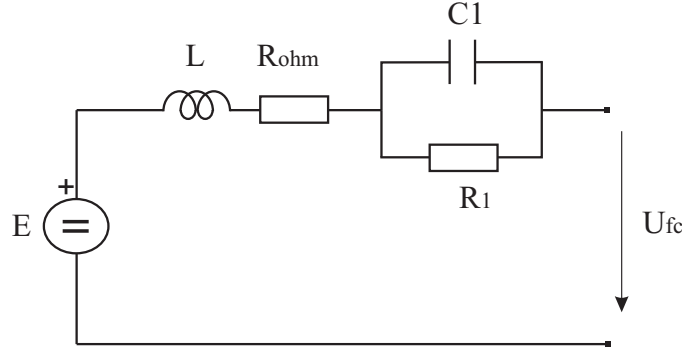 C1
L
Rohm
R1
+
E
=
Ufc